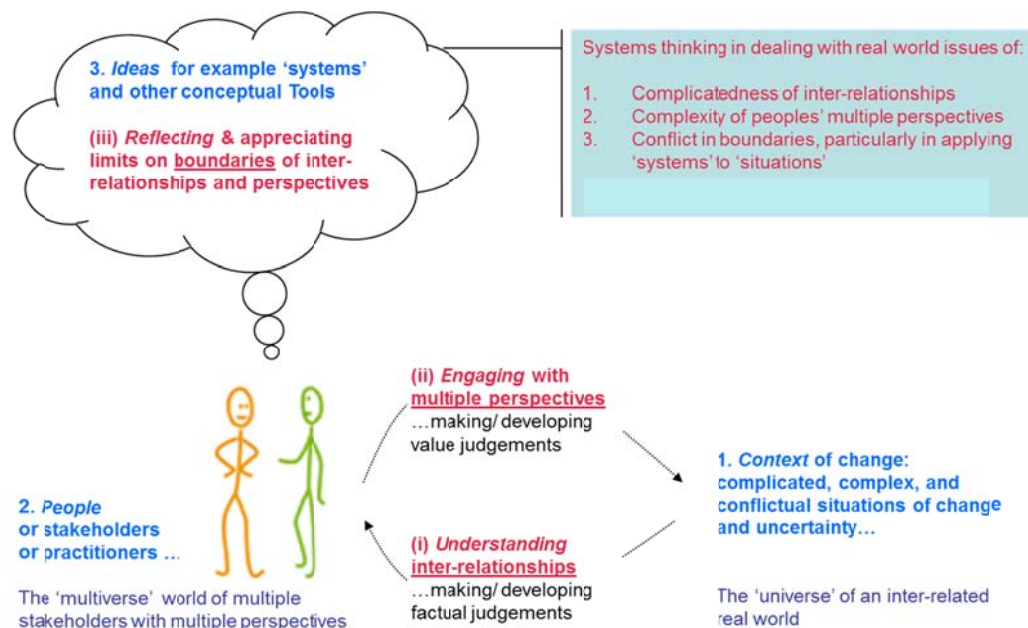 3. Ideas for example ‘systems’
and other conceptual Tools
(iii) Reflecting & appreciating
limits on boundaries of inter-
relationships and perspectives
Systems thinking in dealing with real world issues of:
1. Complicatedness of inter-relationships
2. Complexity of peoples’ multiple perspectives
3. Conflict in boundaries, particularly in applying
‘systems’ to ‘situations’
(ii) Engaging with
multiple perspectives
…making/ developing
value judgements
1. Context of change:
complicated, complex, and
conflictual situations of change
and uncertainty…
2. People
or stakeholders
or practitioners …
(i) Understanding
inter-relationships
…making/ developing
factual judgements
The ‘multiverse’ world of multiple
stakeholders with multiple perspectives
The ‘universe’ of an inter-related
real world